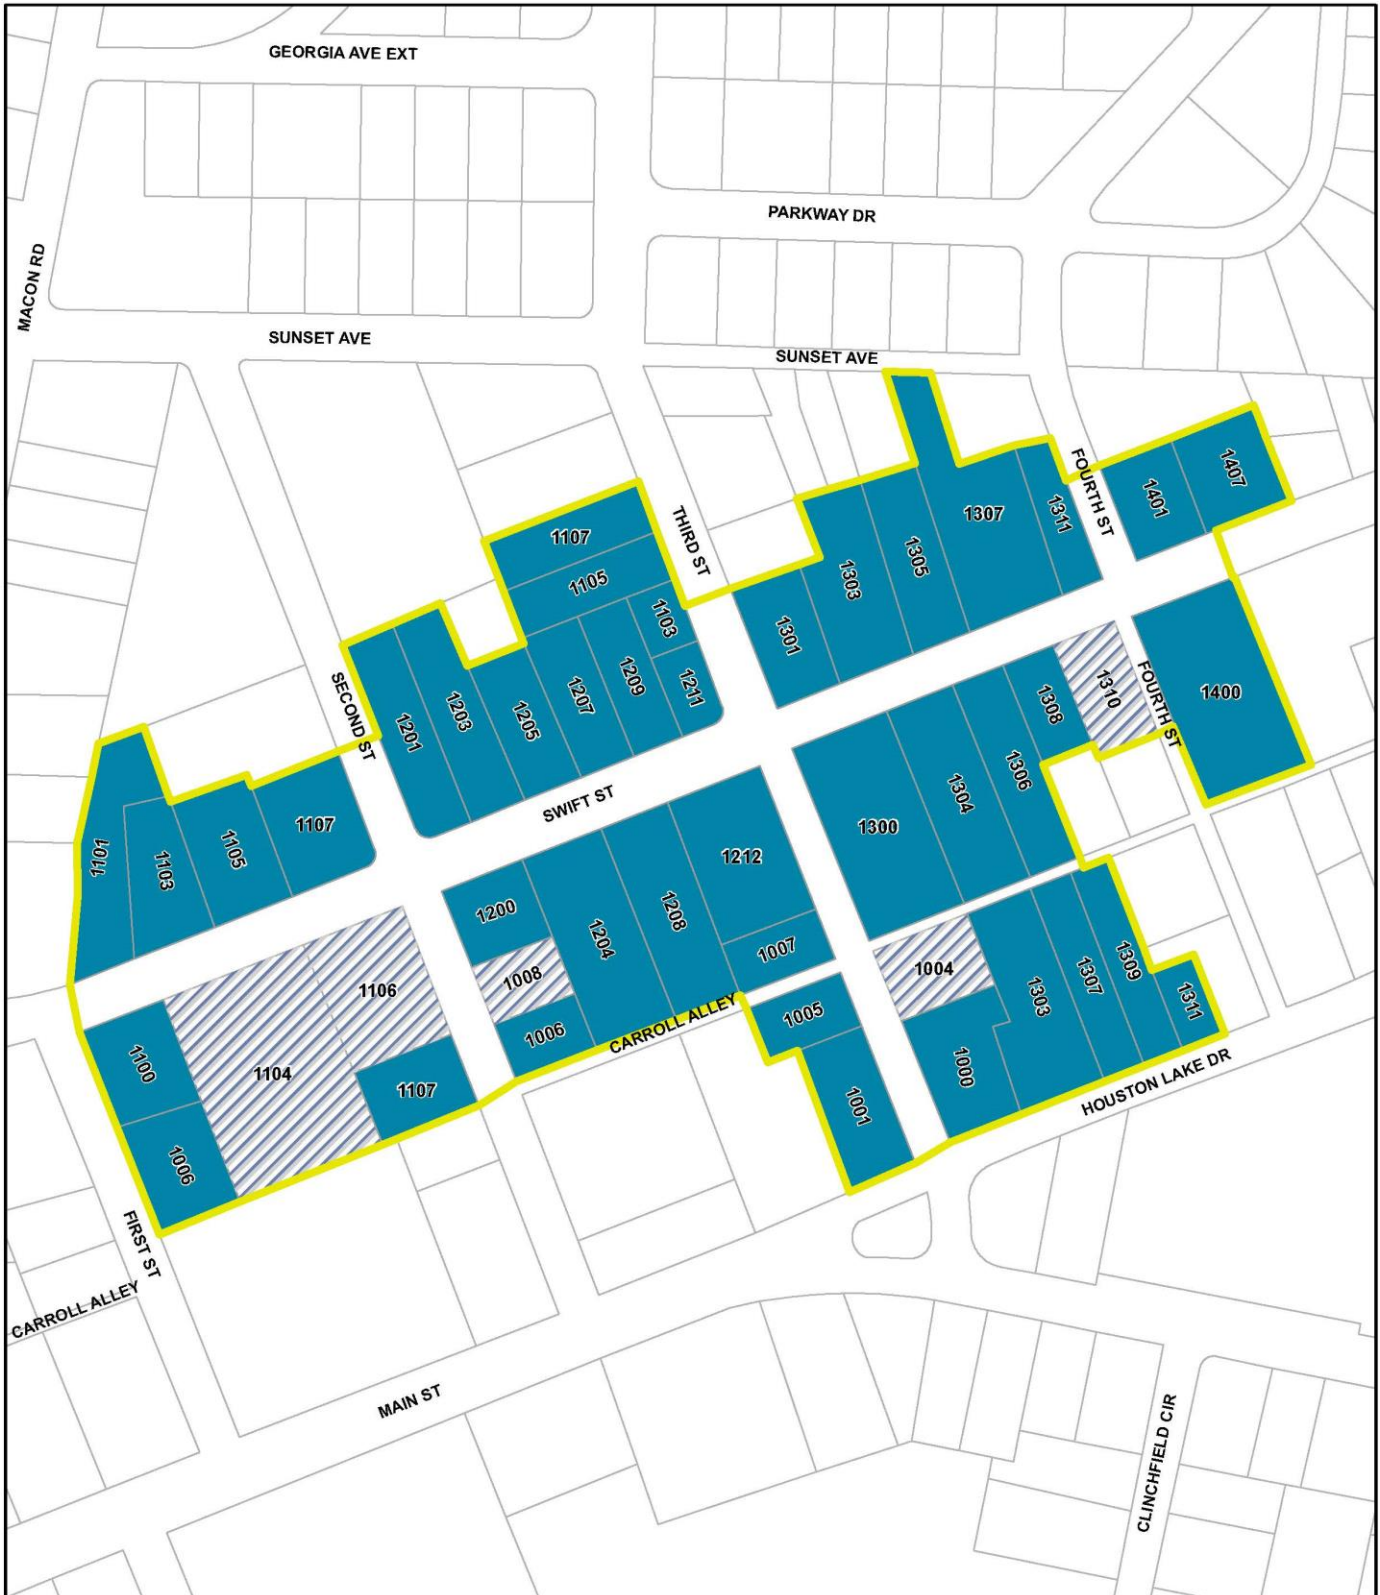 GEORGIA AVE EXT
PARKWAY DR
MACON RD
SUNSET AVE
SUNSET AVE
FOURTH ST
1407
1401
1311
1307
1305
1303
1301
THIRD ST
1107
1105
1103
1211
1209
1207
1205
1203
1201
SECOND ST
1400
FOURTH ST
1310
1308
1306
1304
1300
SWIFT ST
1107
1105
1103
1101
1212
1208
1204
1200
1007
1008
1006
CARROLL ALLEY
1106
1104
1107
1100
1006
1004
1303
1307
1309
1311
1000
1005
1001
HOUSTON LAKE DR
FIRST ST
CARROLL ALLEY
MAIN ST
CLINCHFIELD CIR